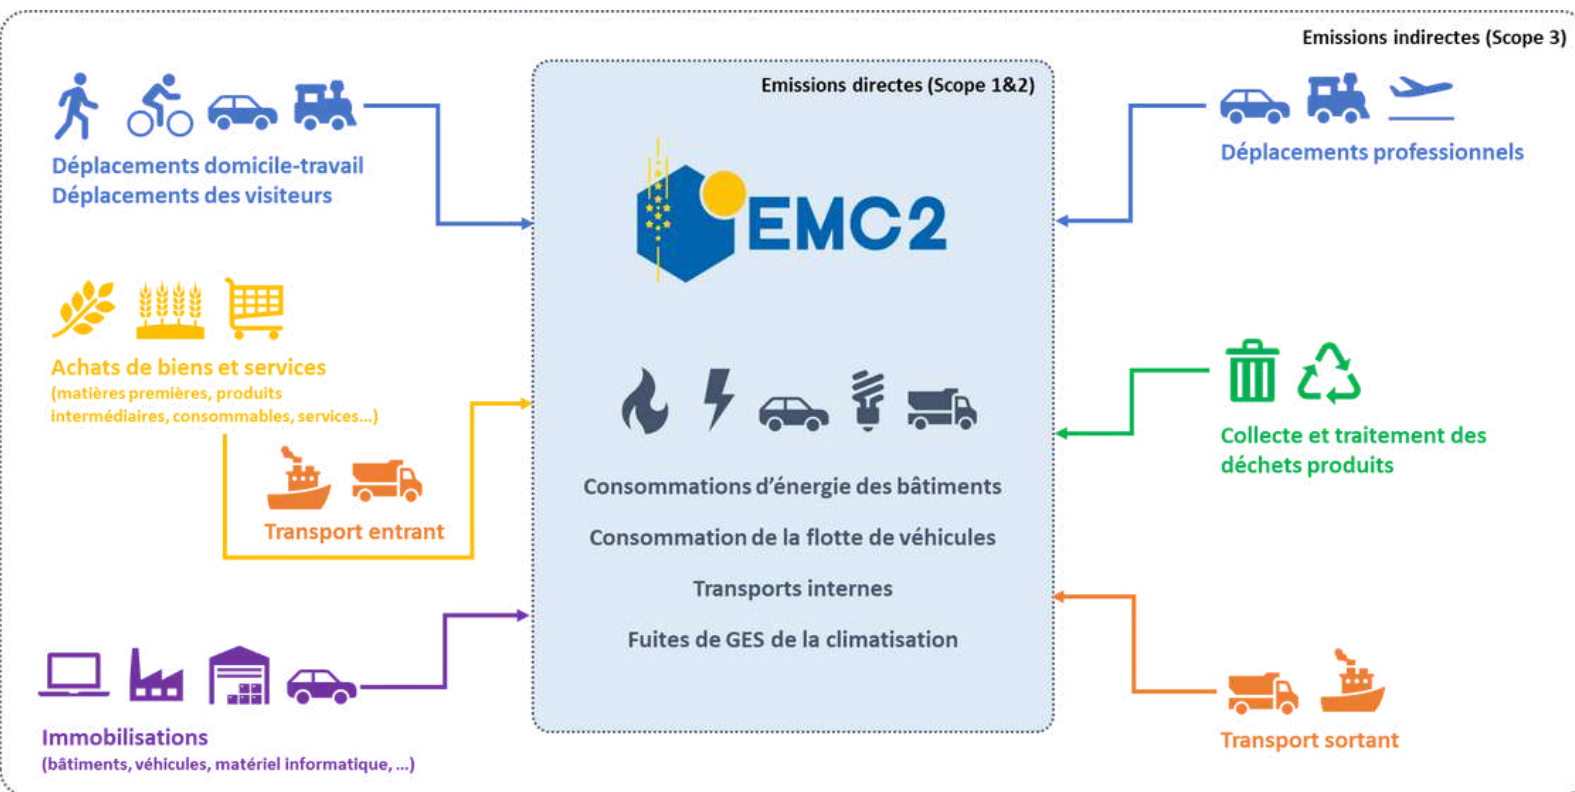 Emissions indirectes (Scope 3)
Emissions directes (Scope 1&2)
Déplacements domicile-travail
Déplacements des visiteurs
Déplacements professionnels
EMC2
Achats de biens et services
(matières premières, produits
intermédiaires, consommables, services...)
Transport entrant
Collecte et traitement des
déchets produits
Consommations d’énergie des bâtiments
Consommation de la flotte de véhicules
Transports internes
Fuites de GES de la climatisation
Immobilisations
(bâtiments, véhicules, matériel informatique, ...)
Transport sortant